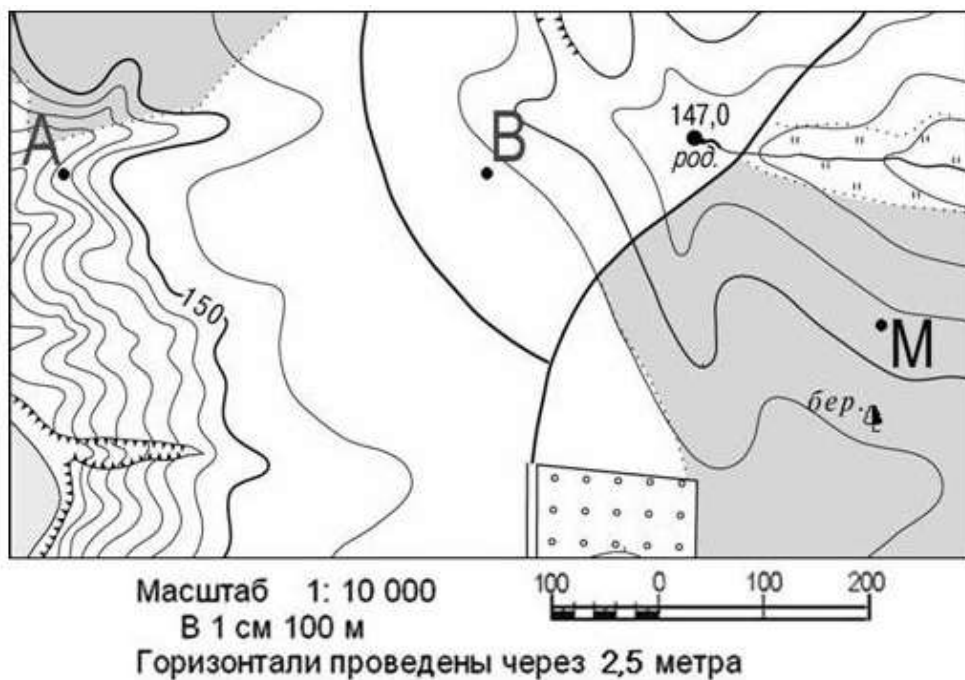 147,0
А
В
род.
150
М
бер.
Масштаб 1: 10 000
В 1 см 100 м
Горизонтали проведены через 2,5 метра
100 0 100 200